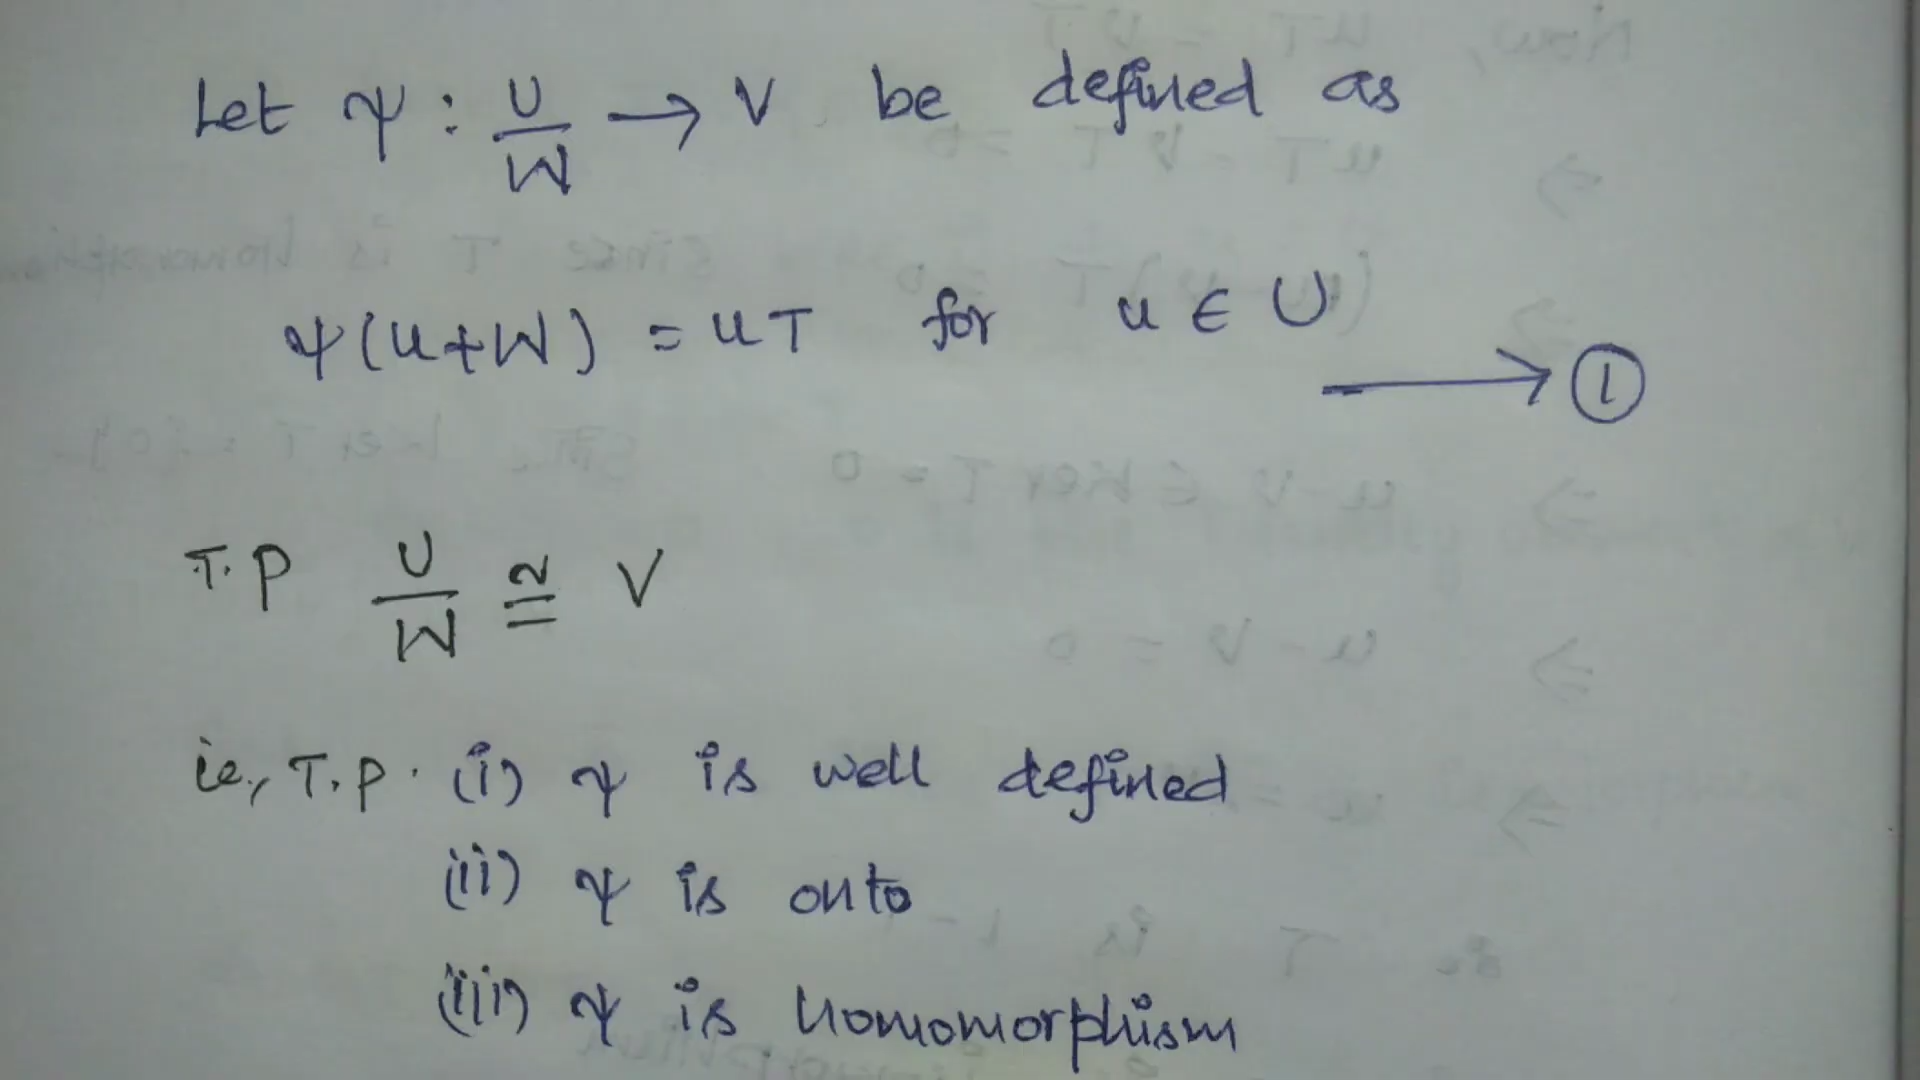 Let ψ : U/W → V be defined as
ψ(u+W) = uT for u ∈ U
→ ①
T.P U/W ≅ V
ie, T.P. (i) ψ is well defined
(ii) ψ is onto
(iii) ψ is homomorphism